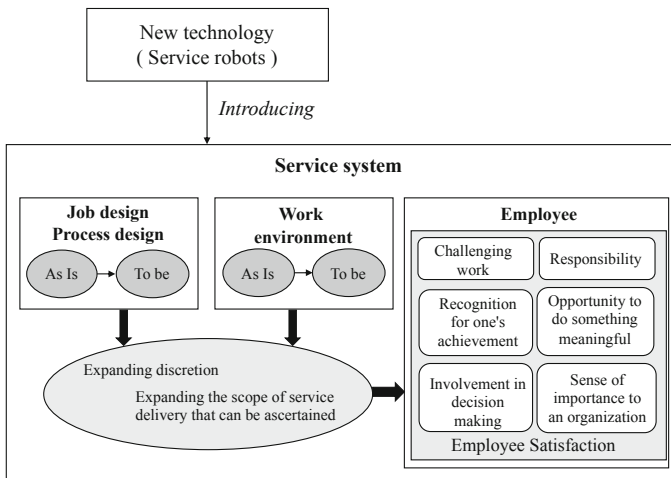 New technology
( Service robots )
Introducing
Service system
Job design
Process design
As Is
To be
Work
environment
As Is
To be
Expanding discretion
Expanding the scope of service
delivery that can be ascertained
Employee
Challenging
work
Responsibility
Recognition
for one's
achievement
Opportunity to
do something
meaningful
Involvement in
decision
making
Sense of
importance to
an organization
Employee Satisfaction